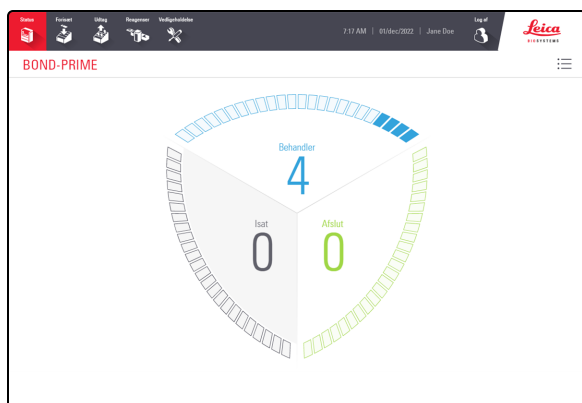 Status
Forisæt
Udtag
Reagenser
Vedligeholdelse
7:17 AM | 01/dec/2022 | Jane Doe
Log af
Leica
BIOSYSTEMS
BOND-PRIME
Behandler
4
Isat
0
Afslut
0